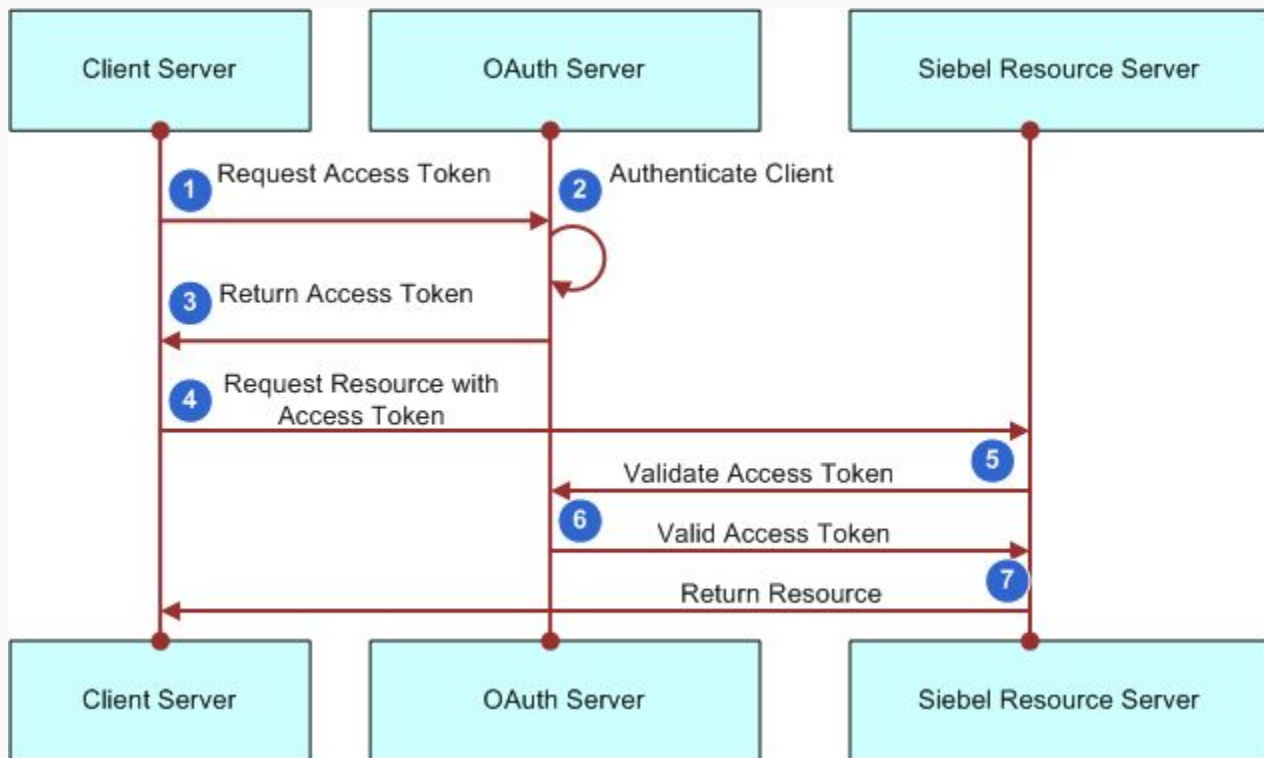 Client Server
OAuth Server
Siebel Resource Server
1
Request Access Token
2
Authenticate Client
3
Return Access Token
4
Request Resource with
Access Token
5
Validate Access Token
6
Valid Access Token
7
Return Resource
Client Server
OAuth Server
Siebel Resource Server